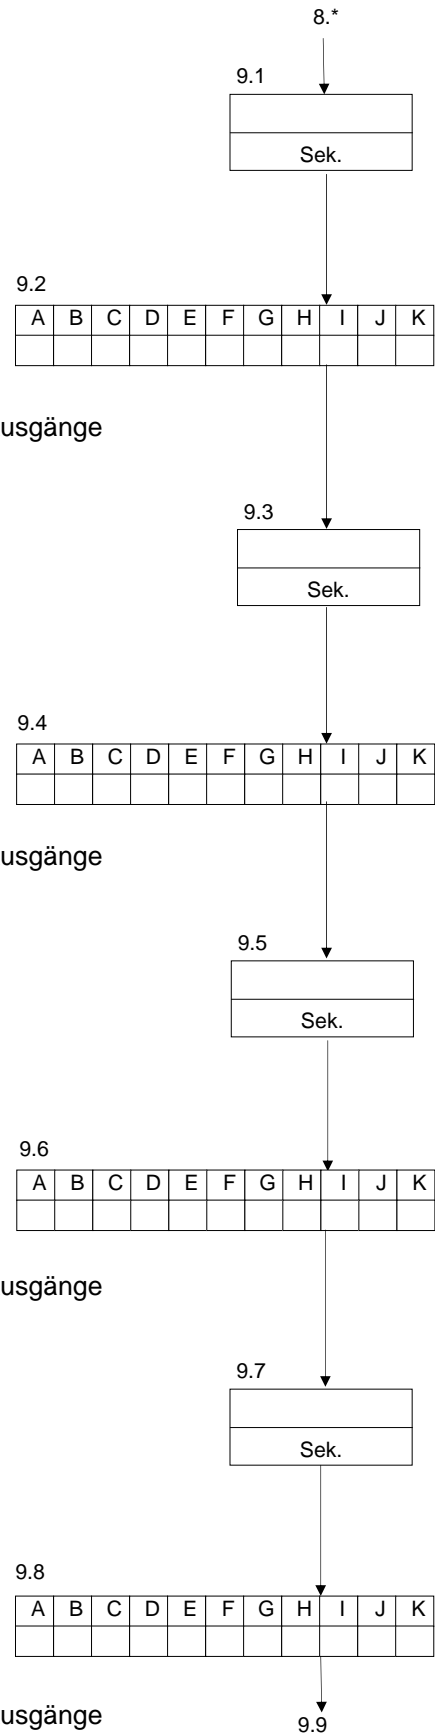 8.*
9.1
Sek.
9.2
A B C D E F G H I J K
usgänge
9.3
Sek.
9.4
A B C D E F G H I J K
usgänge
9.5
Sek.
9.6
A B C D E F G H I J K
usgänge
9.7
Sek.
9.8
A B C D E F G H I J K
usgänge
9.9